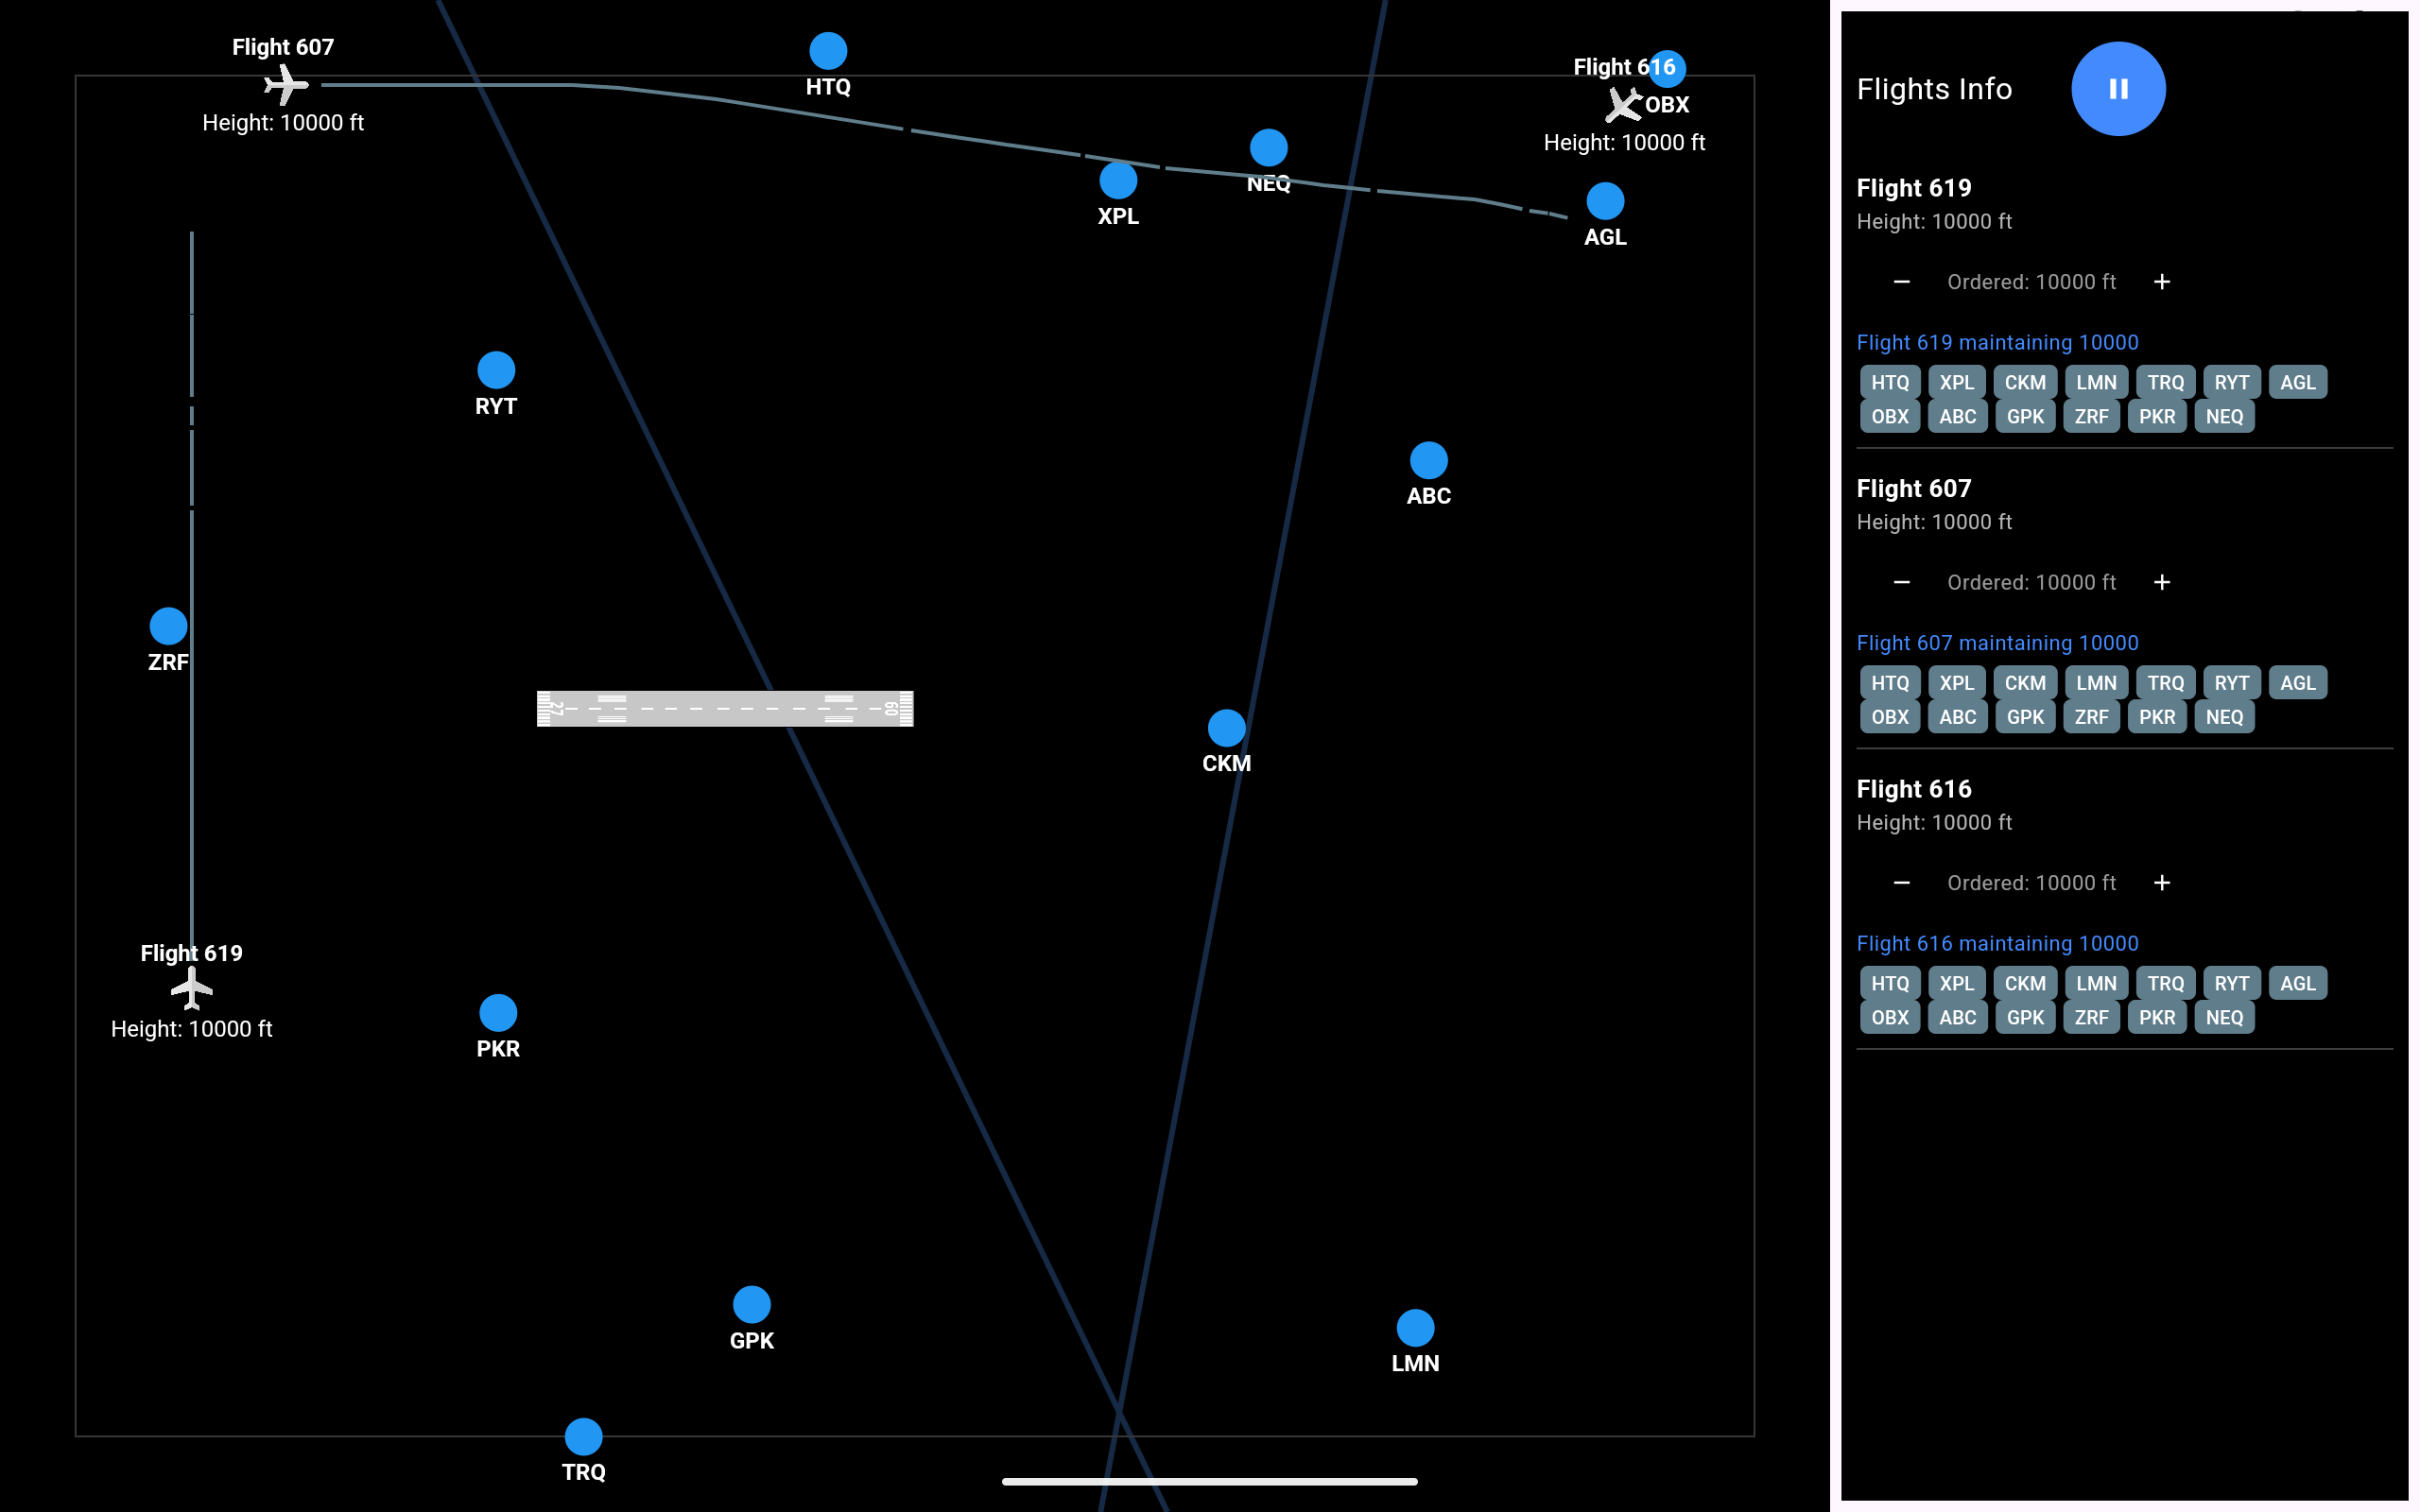 Flight 607
Height: 10000 ft
HTQ
Flight 616
OBX
Height: 10000 ft
NEQ
XPL
AGL
RYT
ABC
ZRF
27
09
CKM
Flight 619
Height: 10000 ft
PKR
GPK
LMN
TRQ
Flights Info
Flight 619
Height: 10000 ft
− Ordered: 10000 ft +
Flight 619 maintaining 10000
HTQ XPL CKM LMN TRQ RYT AGL
OBX ABC GPK ZRF PKR NEQ
Flight 607
Height: 10000 ft
− Ordered: 10000 ft +
Flight 607 maintaining 10000
HTQ XPL CKM LMN TRQ RYT AGL
OBX ABC GPK ZRF PKR NEQ
Flight 616
Height: 10000 ft
− Ordered: 10000 ft +
Flight 616 maintaining 10000
HTQ XPL CKM LMN TRQ RYT AGL
OBX ABC GPK ZRF PKR NEQ